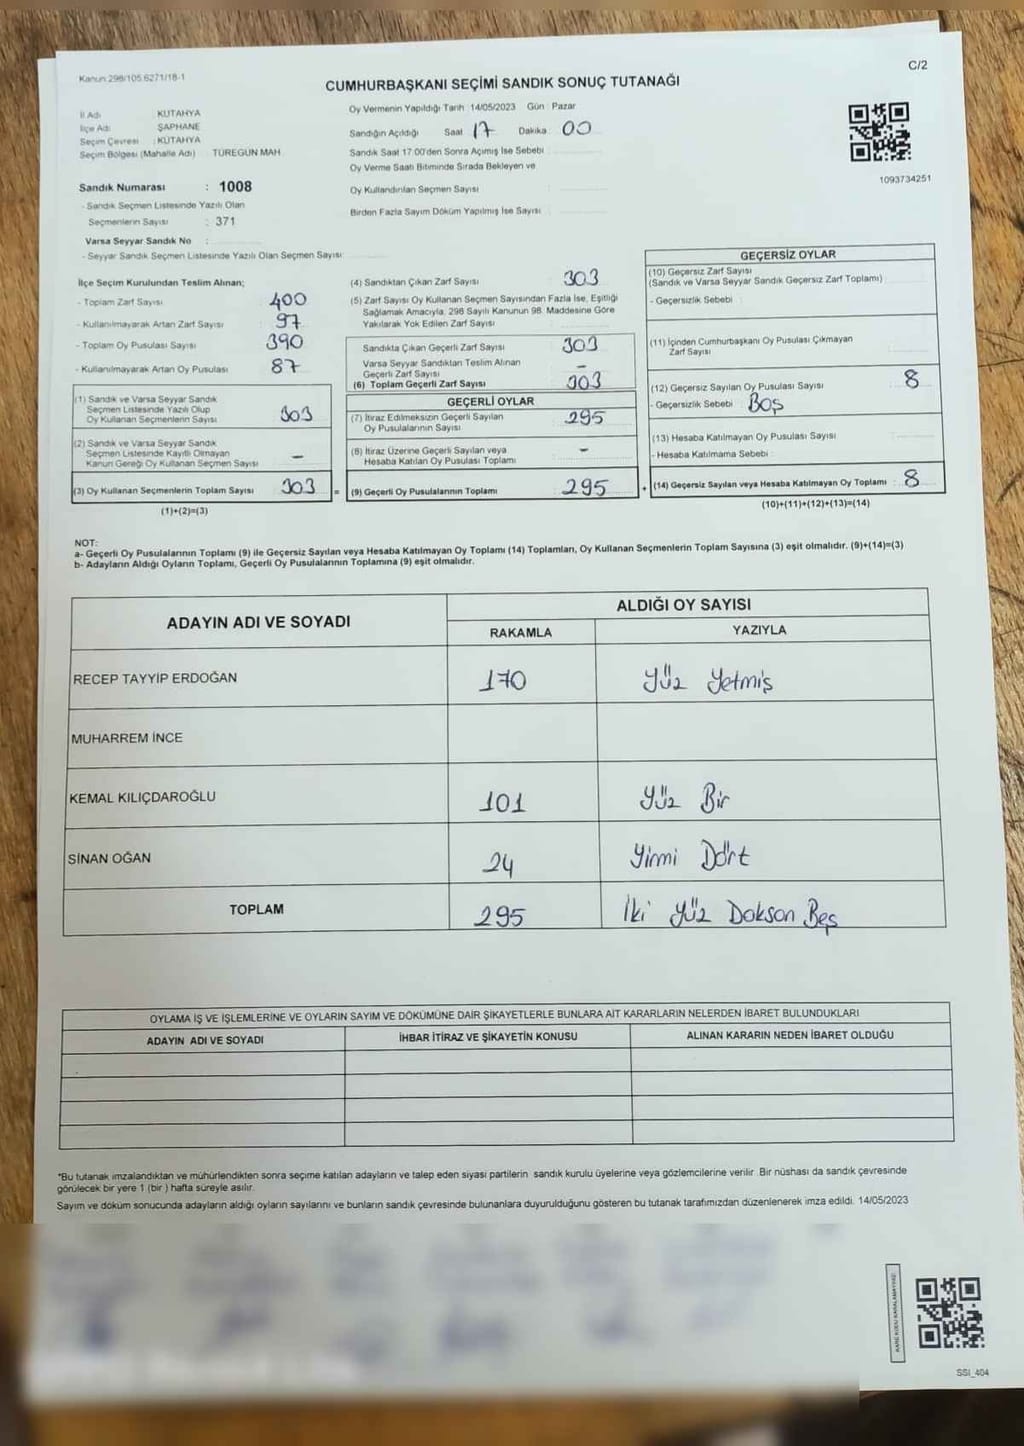 Kanun 298/105.6271/18-1
C/2
CUMHURBAŞKANI SEÇİMİ SANDIK SONUÇ TUTANAĞI
İl Adı KÜTAHYA
İlçe Adı ŞAPHANE
Seçim Çevresi : KÜTAHYA
Seçim Bölgesi (Mahalle Adı) : TÜREGÜN MAH.
Oy Vermenin Yapıldığı Tarih :14/05/2023 Gün : Pazar
Sandığın Açıldığı Saat 17 Dakika 00
Sandık Saat 17.00'den Sonra Açımış İse Sebebi :
Oy Verme Saati Bitiminde Sırada Bekleyen ve
Oy Kullandırılan Seçmen Sayısı :
Birden Fazla Sayım Döküm Yapılmış İse Sayısı :
1093734251
Sandık Numarası : 1008
- Sandık Seçmen Listesinde Yazılı Olan
Seçmenlerin Sayısı : 371
Varsa Seyyar Sandık No :
- Seyyar Sandık Seçmen Listesinde Yazılı Olan Seçmen Sayısı:
İlçe Seçim Kurulundan Teslim Alınan;
- Toplam Zarf Sayısı : 400
- Kullanılmayarak Artan Zarf Sayısı : 97
- Toplam Oy Pusulası Sayısı : 390
- Kullanılmayarak Artan Oy Pusulası : 87
(1) Sandık ve Varsa Seyyar Sandık
Seçmen Listesinde Yazılı Olup
Oy Kullanan Seçmenlerin Sayısı : 303
(2) Sandık ve Varsa Seyyar Sandık
Seçmen Listesinde Kayıtlı Olmayan
Kanun Gereği Oy Kullanan Seçmen Sayısı : –
(3) Oy Kullanan Seçmenlerin Toplam Sayısı : 303
(1)+(2)=(3)
=
(4) Sandıktan Çıkan Zarf Sayısı : 303
(5) Zarf Sayısı Oy Kullanan Seçmen Sayısından Fazla İse, Eşitliği
Sağlamak Amacıyla, 298 Sayılı Kanunun 98. Maddesine Göre
Yakılarak Yok Edilen Zarf Sayısı :
Sandıkta Çıkan Geçerli Zarf Sayısı : 303
Varsa Seyyar Sandıktan Teslim Alınan
Geçerli Zarf Sayısı : –
(6) Toplam Geçerli Zarf Sayısı : 303
GEÇERLİ OYLAR
(7) İtiraz Edilmeksizin Geçerli Sayılan
Oy Pusulalarının Sayısı : 295
(8) İtiraz Üzerine Geçerli Sayılan veya
Hesaba Katılan Oy Pusulası Toplamı : –
(9) Geçerli Oy Pusulalarının Toplamı : 295
+
GEÇERSİZ OYLAR
(10) Geçersiz Zarf Sayısı
(Sandık ve Varsa Seyyar Sandık Geçersiz Zarf Toplamı) :
- Geçersizlik Sebebi :
(11) İçinden Cumhurbaşkanı Oy Pusulası Çıkmayan
Zarf Sayısı :
(12) Geçersiz Sayılan Oy Pusulası Sayısı : 8
- Geçersizlik Sebebi : Boş
(13) Hesaba Katılmayan Oy Pusulası Sayısı :
- Hesaba Katılmama Sebebi :
(14) Geçersiz Sayılan veya Hesaba Katılmayan Oy Toplamı : 8
(10)+(11)+(12)+(13)=(14)
NOT:
a- Geçerli Oy Pusulalarının Toplamı (9) ile Geçersiz Sayılan veya Hesaba Katılmayan Oy Toplamı (14) Toplamları, Oy Kullanan Seçmenlerin Toplam Sayısına (3) eşit olmalıdır. (9)+(14)=(3)
b- Adayların Aldığı Oyların Toplamı, Geçerli Oy Pusulalarının Toplamına (9) eşit olmalıdır.
ADAYIN ADI VE SOYADI
ALDIĞI OY SAYISI
RAKAMLA YAZIYLA
RECEP TAYYİP ERDOĞAN 170 Yüz Yetmiş
MUHARREM İNCE
KEMAL KILIÇDAROĞLU 101 Yüz Bir
SİNAN OĞAN 24 Yirmi Dört
TOPLAM 295 İki Yüz Dokson Beş
OYLAMA İŞ VE İŞLEMLERİNE VE OYLARIN SAYIM VE DÖKÜMÜNE DAİR ŞİKAYETLERLE BUNLARA AİT KARARLARIN NELERDEN İBARET BULUNDUKLARI
ADAYIN ADI VE SOYADI İHBAR İTİRAZ VE ŞİKAYETİN KONUSU ALINAN KARARIN NEDEN İBARET OLDUĞU
*Bu tutanak imzalandıktan ve mühürlendikten sonra seçime katılan adayların ve talep eden siyasi partilerin sandık kurulu üyelerine veya gözlemcilerine verilir. Bir nüshası da sandık çevresinde
görülecek bir yere 1 (bir ) hafta süreyle asılır.
Sayım ve döküm sonucunda adayların aldığı oyların sayılarını ve bunların sandık çevresinde bulunanlara duyurulduğunu gösteren bu tutanak tarafımızdan düzenlenerek imza edildi. 14/05/2023
KARE KODU KARALAMAYINIZ!
SSI_404